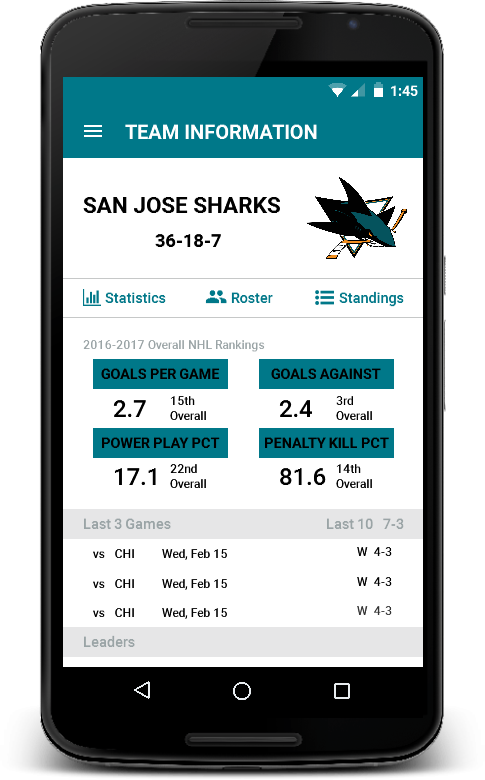 1:45
TEAM INFORMATION
SAN JOSE SHARKS
36-18-7
Statistics Roster Standings
2016-2017 Overall NHL Rankings
GOALS PER GAME GOALS AGAINST
2.7 15th Overall 2.4 3rd Overall
POWER PLAY PCT PENALTY KILL PCT
17.1 22nd Overall 81.6 14th Overall
Last 3 Games Last 10 7-3
vs CHI Wed, Feb 15 W 4-3
vs CHI Wed, Feb 15 W 4-3
vs CHI Wed, Feb 15 W 4-3
Leaders